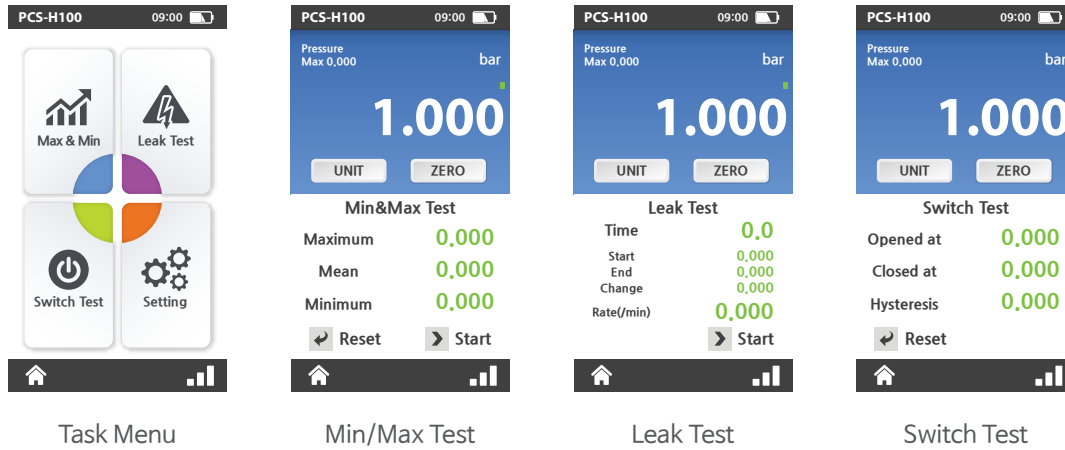 PCS-H100 09:00
Max & Min
Leak Test
Switch Test
Setting
Task Menu
PCS-H100 09:00
Pressure
Max 0.000
bar
1.000
UNIT ZERO
Min&Max Test
Maximum 0.000
Mean 0.000
Minimum 0.000
Reset Start
Min/Max Test
PCS-H100 09:00
Pressure
Max 0.000
bar
1.000
UNIT ZERO
Leak Test
Time 0.0
Start 0.000
End 0.000
Change 0.000
Rate(/min) 0.000
Start
Leak Test
PCS-H100 09:00
Pressure
Max 0.000
bar
1.000
UNIT ZERO
Switch Test
Opened at 0.000
Closed at 0.000
Hysteresis 0.000
Reset
Switch Test